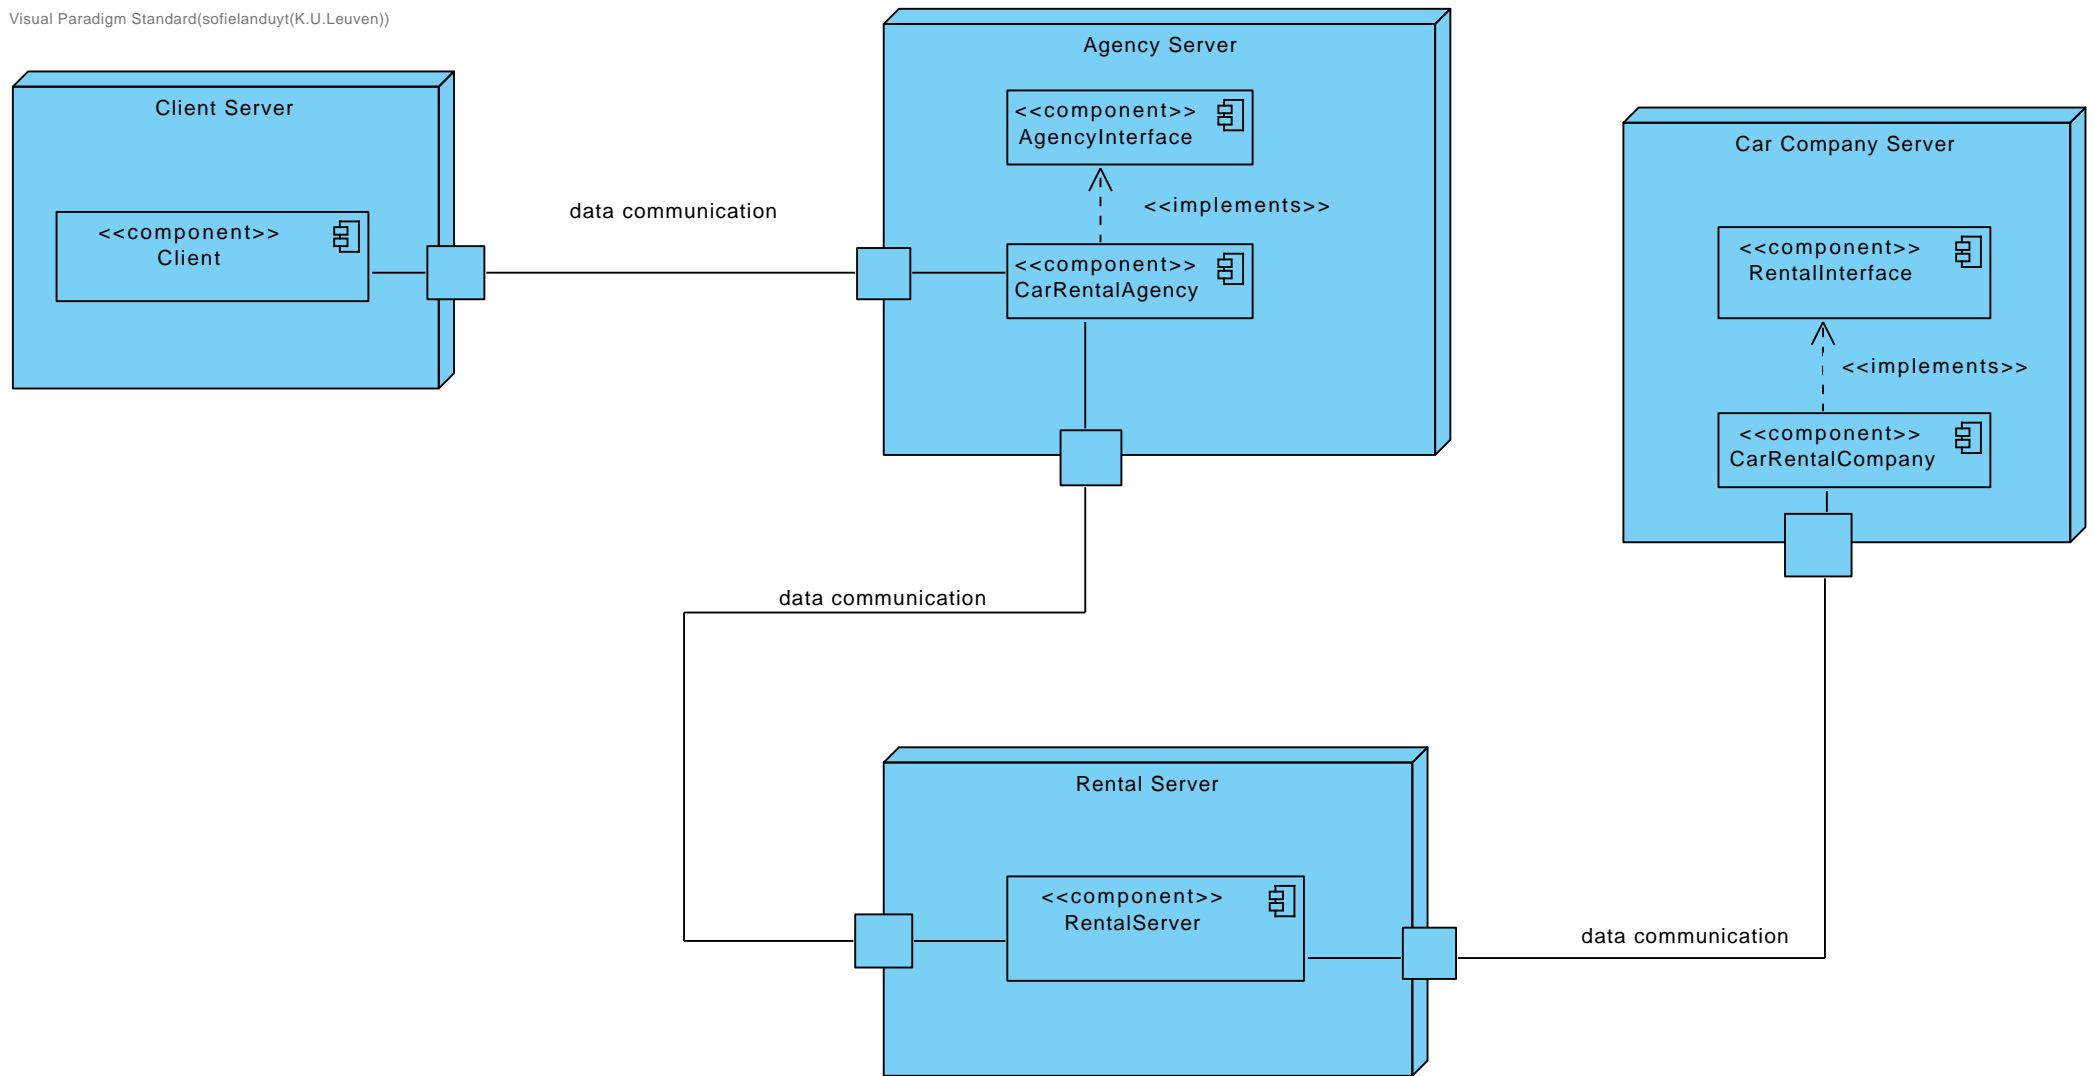 Visual Paradigm Standard(sofielanduyt(K.U.Leuven))
Client Server
<<component>>
Client
data communication
Agency Server
<<component>>
AgencyInterface
<<implements>>
<<component>>
CarRentalAgency
Car Company Server
<<component>>
RentalInterface
<<implements>>
<<component>>
CarRentalCompany
data communication
Rental Server
<<component>>
RentalServer
data communication